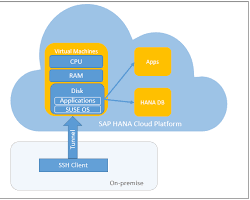 Virtual Machines
CPU
RAM
Disk
Applications
SUSE OS
Apps
HANA DB
SAP HANA Cloud Platform
Tunnel
SSH Client
On-premise